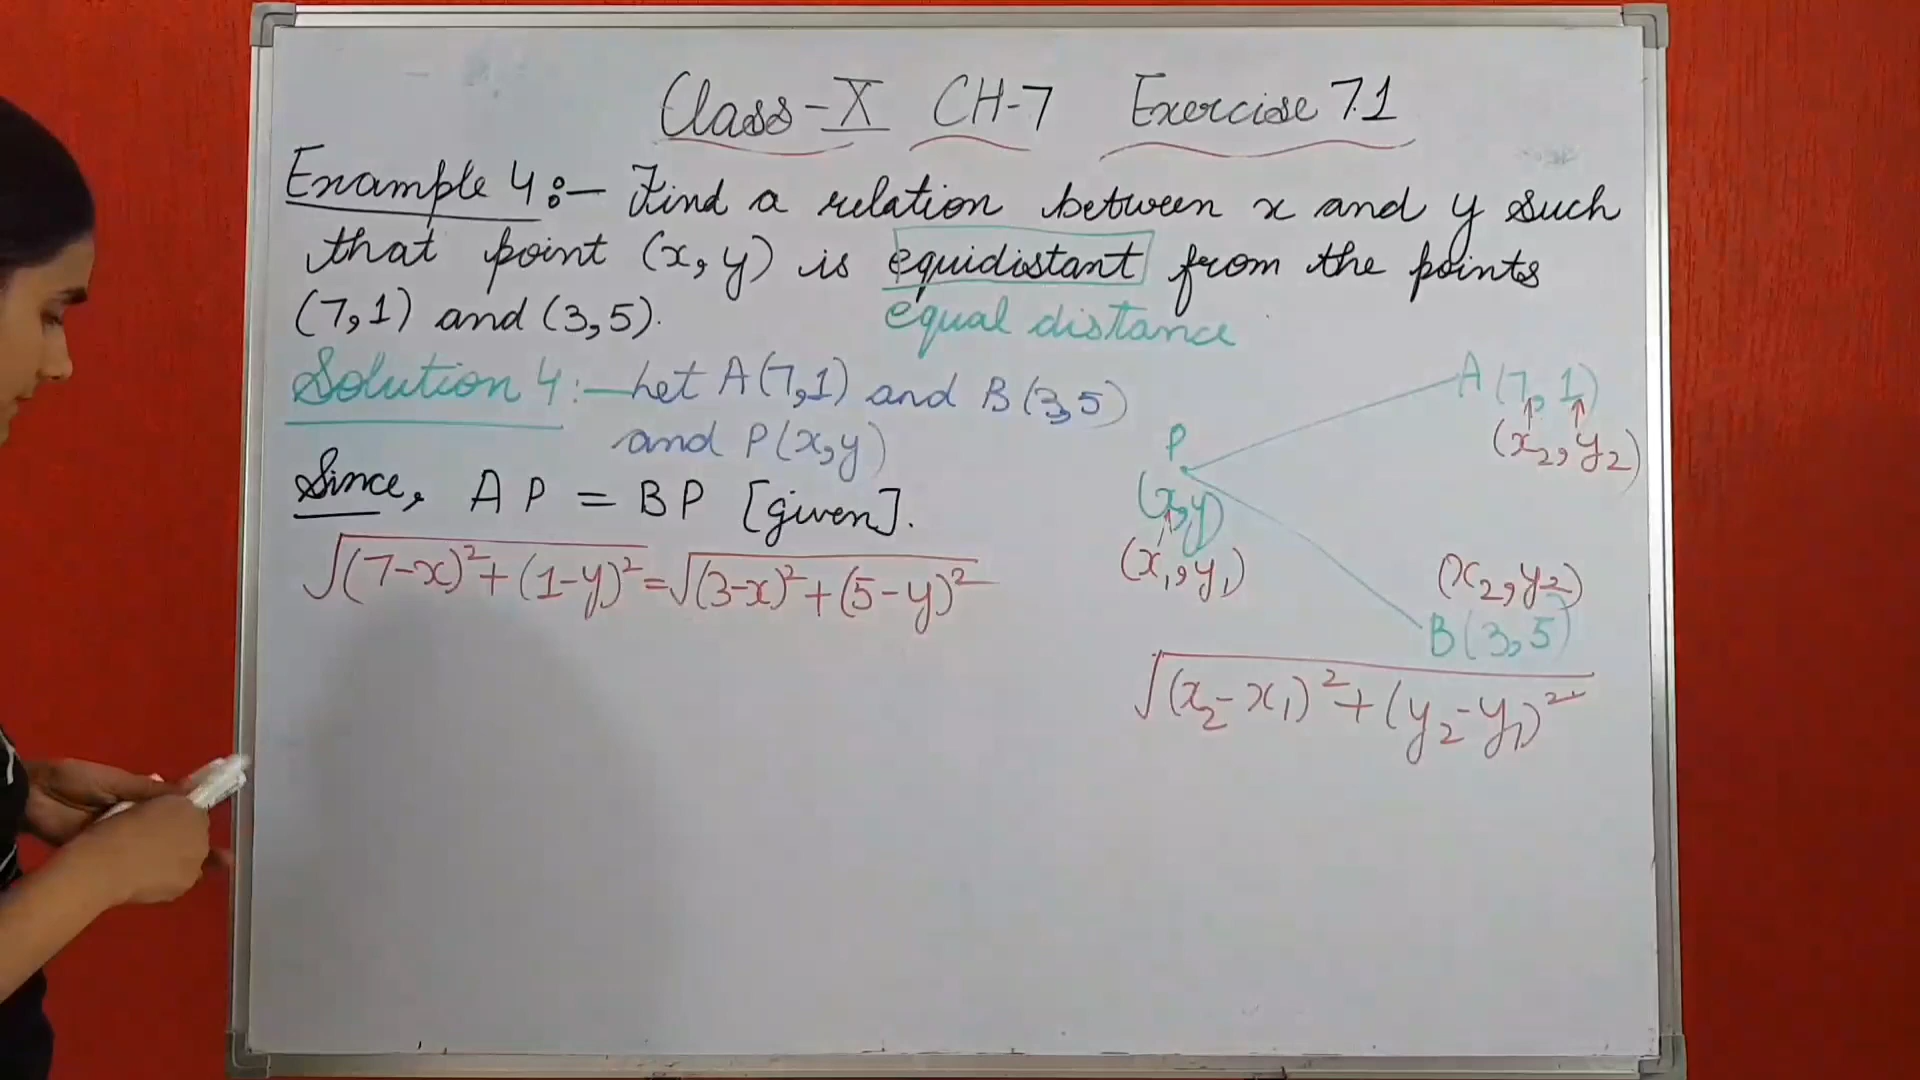 Class-X CH-7 Exercise 7.1
Example 4:- Find a relation between x and y such
that point (x, y) is equidistant from the points
(7,1) and (3,5).
equal distance
Solution 4:- Let A(7,1) and B(3,5)
and P(x,y)
Since, AP = BP [given].
√((7-x)²+(1-y)²)=√((3-x)²+(5-y)²)
A(7,1)
(x₂,y₂)
P
(x,y)
(x₁,y₁)
(x₂,y₂)
B(3,5)
√((x₂-x₁)²+(y₂-y₁)²)